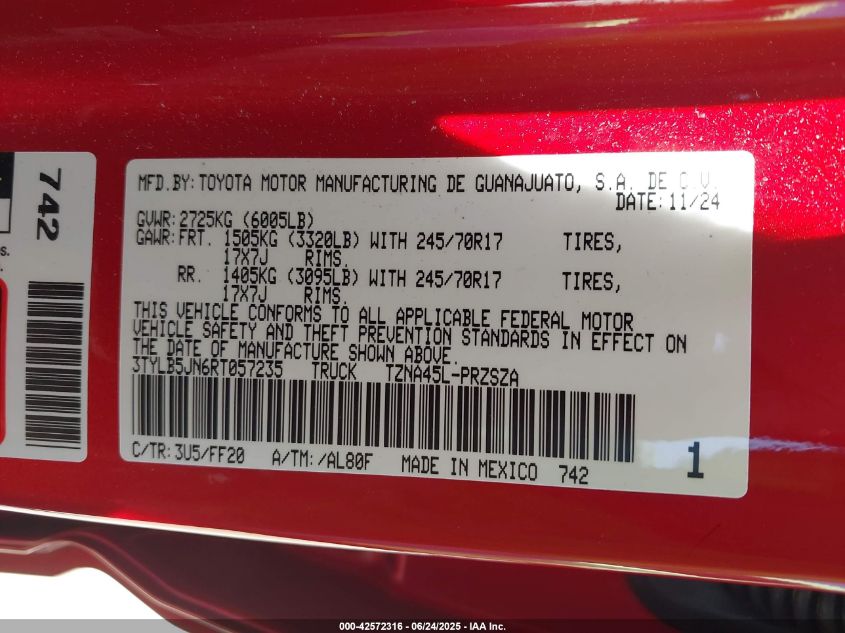 742
s.
.
MFD.BY: TOYOTA MOTOR MANUFACTURING DE GUANAJUATO, S.A. DE C.V.
DATE: 11/24
GVWR: 2725KG (6005LB)
GAWR: FRT. 1505KG (3320LB) WITH 245/70R17 TIRES,
17X7J RIMS.
RR. 1405KG (3095LB) WITH 245/70R17 TIRES,
17X7J RIMS.
THIS VEHICLE CONFORMS TO ALL APPLICABLE FEDERAL MOTOR
VEHICLE SAFETY AND THEFT PREVENTION STANDARDS IN EFFECT ON
THE DATE OF MANUFACTURE SHOWN ABOVE.
3TYLB5JN6RT057235 TRUCK TZNA45L-PRZSZA
C/TR: 3U5/FF20 A/TM: /AL80F MADE IN MEXICO 742
1
000-42572316 - 06/24/2025 - IAA Inc.